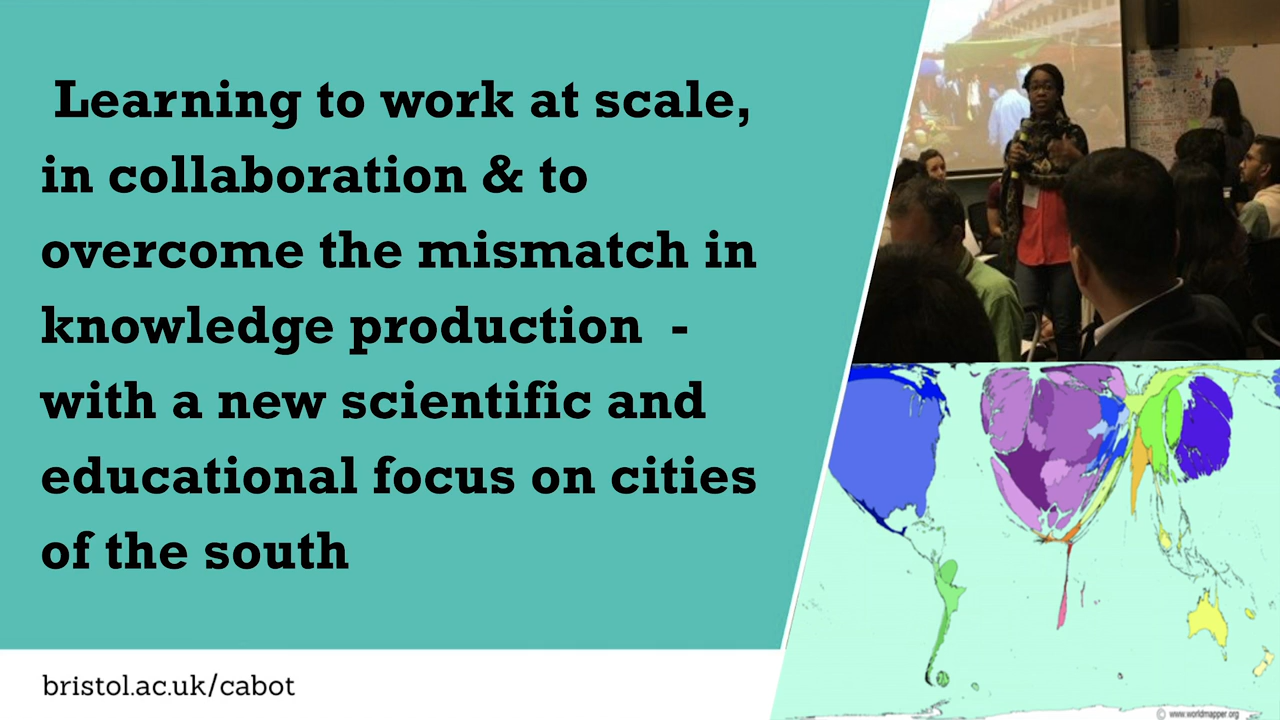 Learning to work at scale,
in collaboration & to
overcome the mismatch in
knowledge production -
with a new scientific and
educational focus on cities
of the south
bristol.ac.uk/cabot
© www.worldmapper.org